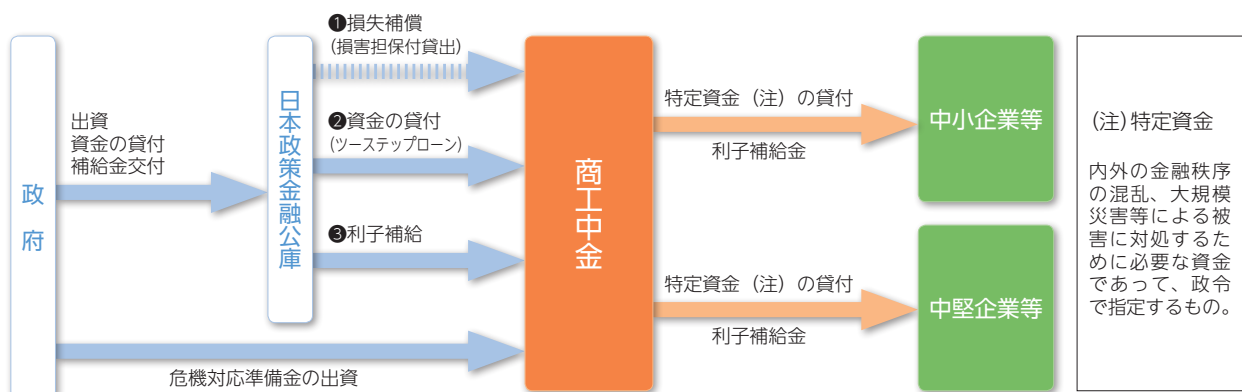 政府
出資
資金の貸付
補給金交付
日本政策金融公庫
❶損失補償
(損害担保付貸出)
❷資金の貸付
(ツーステップローン)
❸利子補給
危機対応準備金の出資
商工中金
特定資金（注）の貸付
利子補給金
中小企業等
特定資金（注）の貸付
利子補給金
中堅企業等
(注)特定資金
内外の金融秩序
の混乱、大規模
災害等による被
害に対処するた
めに必要な資金
であって、政令
で指定するもの。